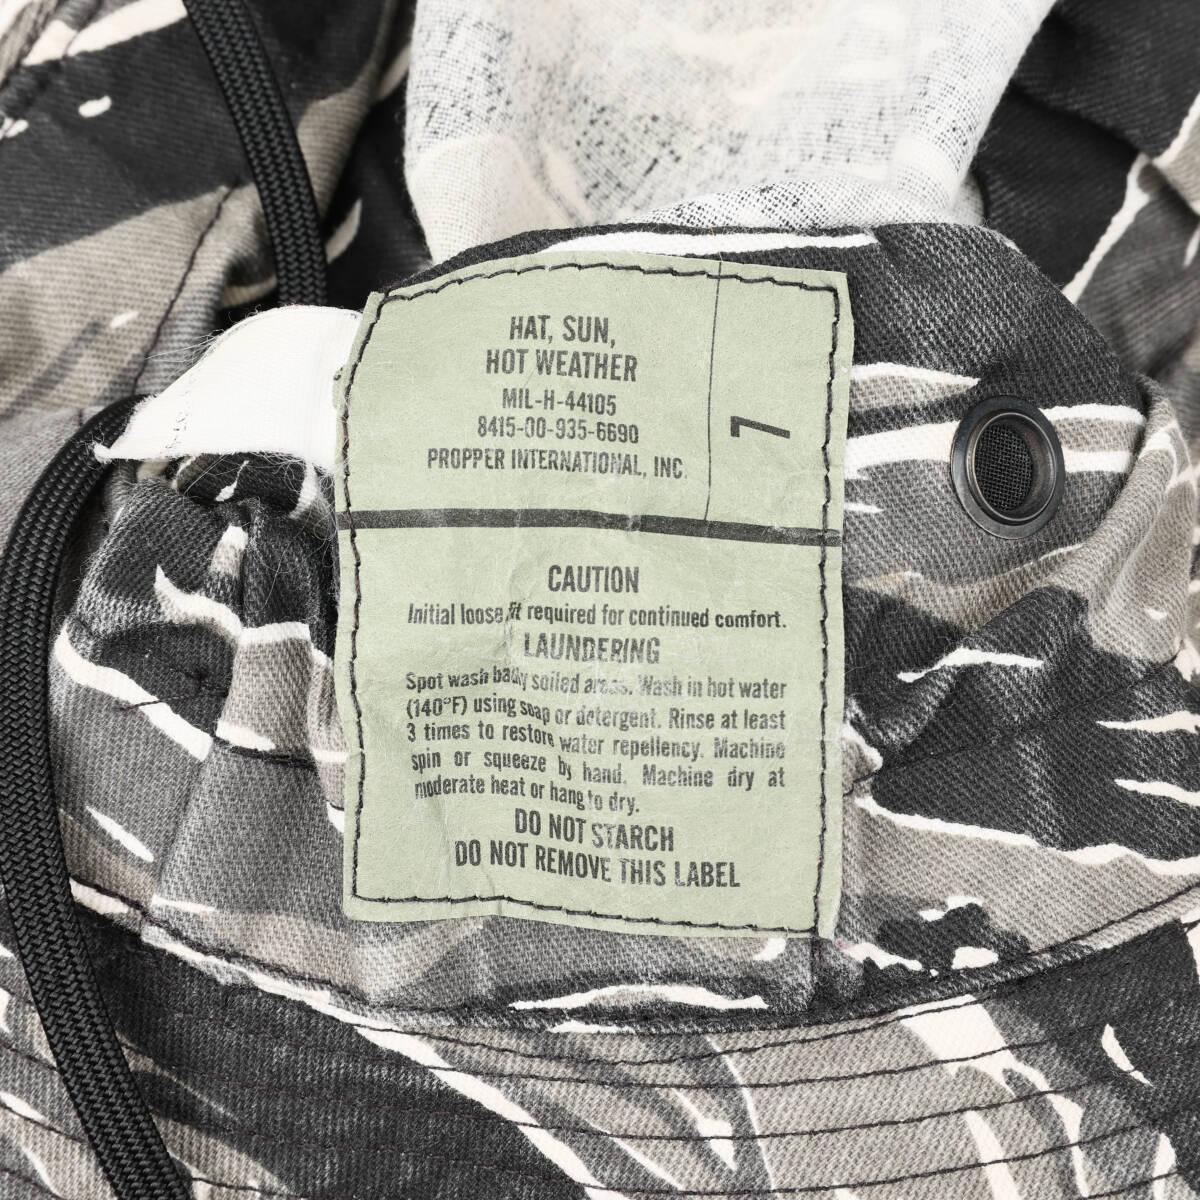 HAT, SUN,
HOT WEATHER
MIL-H-44105
8415-00-935-6690
PROPPER INTERNATIONAL, INC.
7
CAUTION
Initial loose fit required for continued comfort.
LAUNDERING
Spot wash badly soiled areas. Wash in hot water
(140°F) using soap or detergent. Rinse at least
3 times to restore water repellency. Machine
spin or squeeze by hand. Machine dry at
moderate heat or hang to dry.
DO NOT STARCH
DO NOT REMOVE THIS LABEL